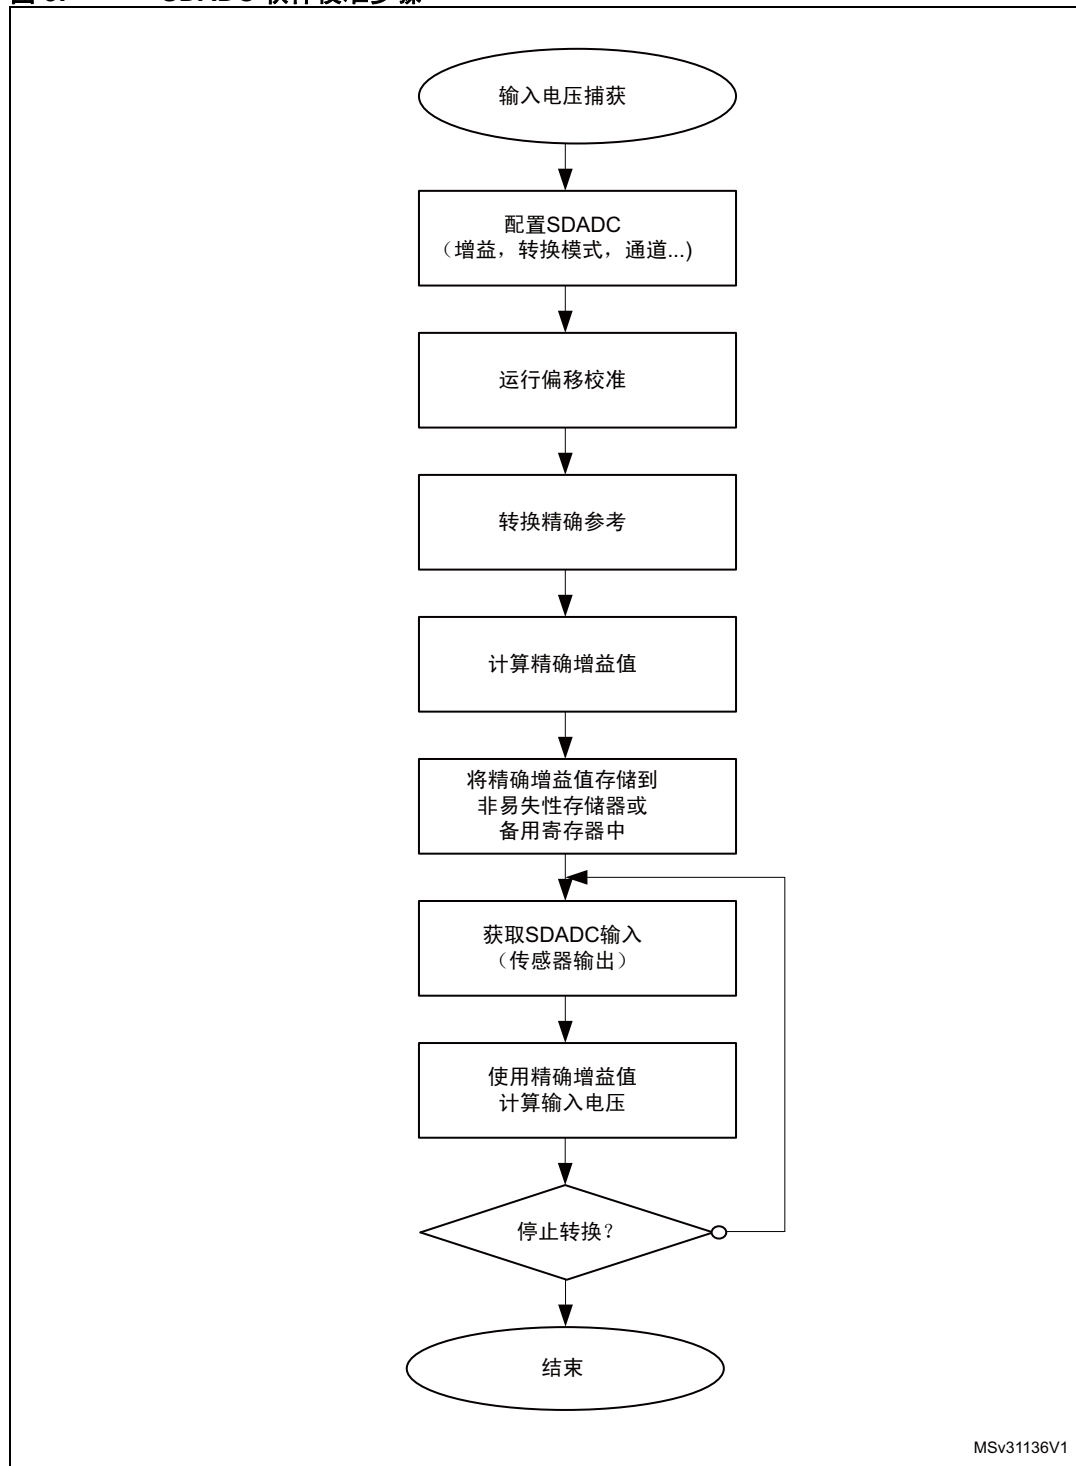 输入电压捕获
配置SDADC
（增益，转换模式，通道...)
运行偏移校准
转换精确参考
计算精确增益值
将精确增益值存储到
非易失性存储器或
备用寄存器中
获取SDADC输入
（传感器输出）
使用精确增益值
计算输入电压
停止转换？
结束
MSv31136V1